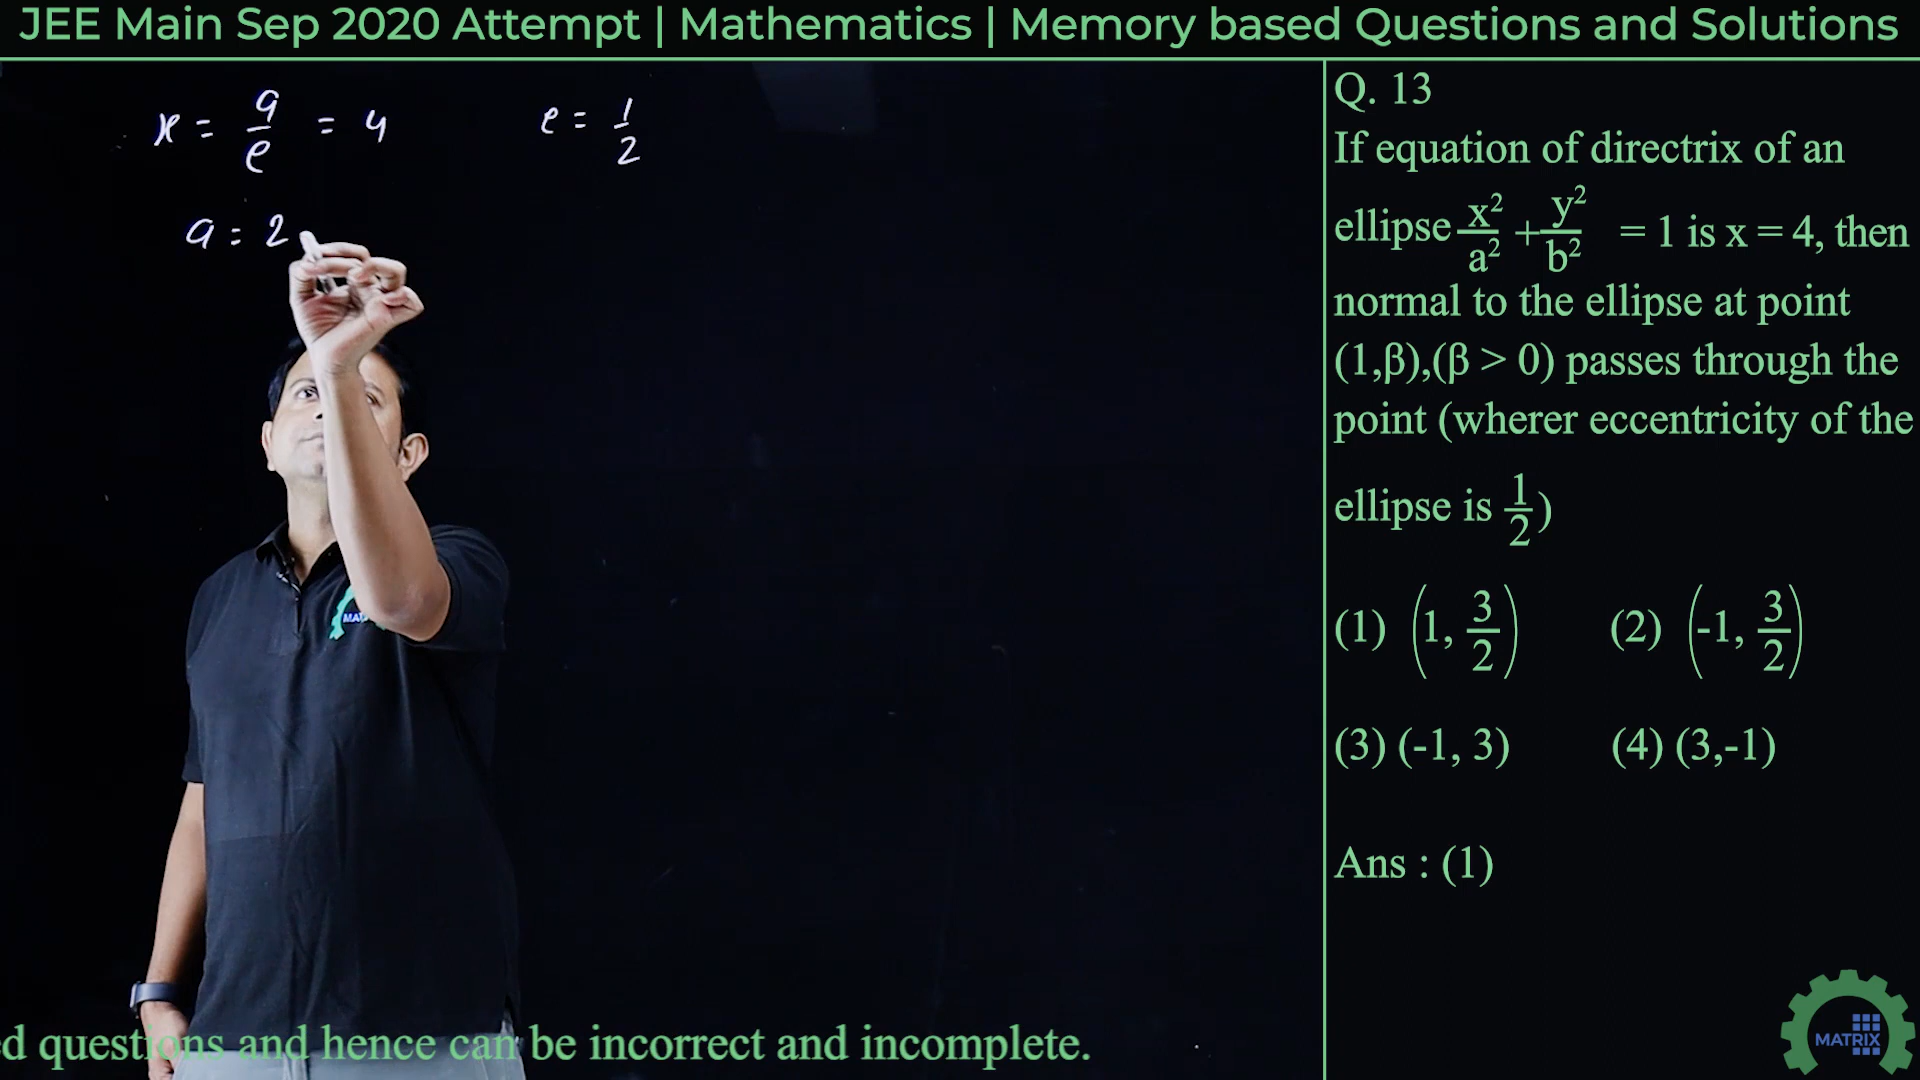 JEE Main Sep 2020 Attempt | Mathematics | Memory based Questions and Solutions
x = a/e = 4 e = 1/2
a = 2
Q. 13
If equation of directrix of an
ellipse x²/a² + y²/b² = 1 is x = 4, then
normal to the ellipse at point
(1,β),(β > 0) passes through the
point (wherer eccentricity of the
ellipse is 1/2)
(1) (1, 3/2) (2) (-1, 3/2)
(3) (-1, 3) (4) (3,-1)
Ans : (1)
MATRIX
d questions and hence can be incorrect and incomplete.